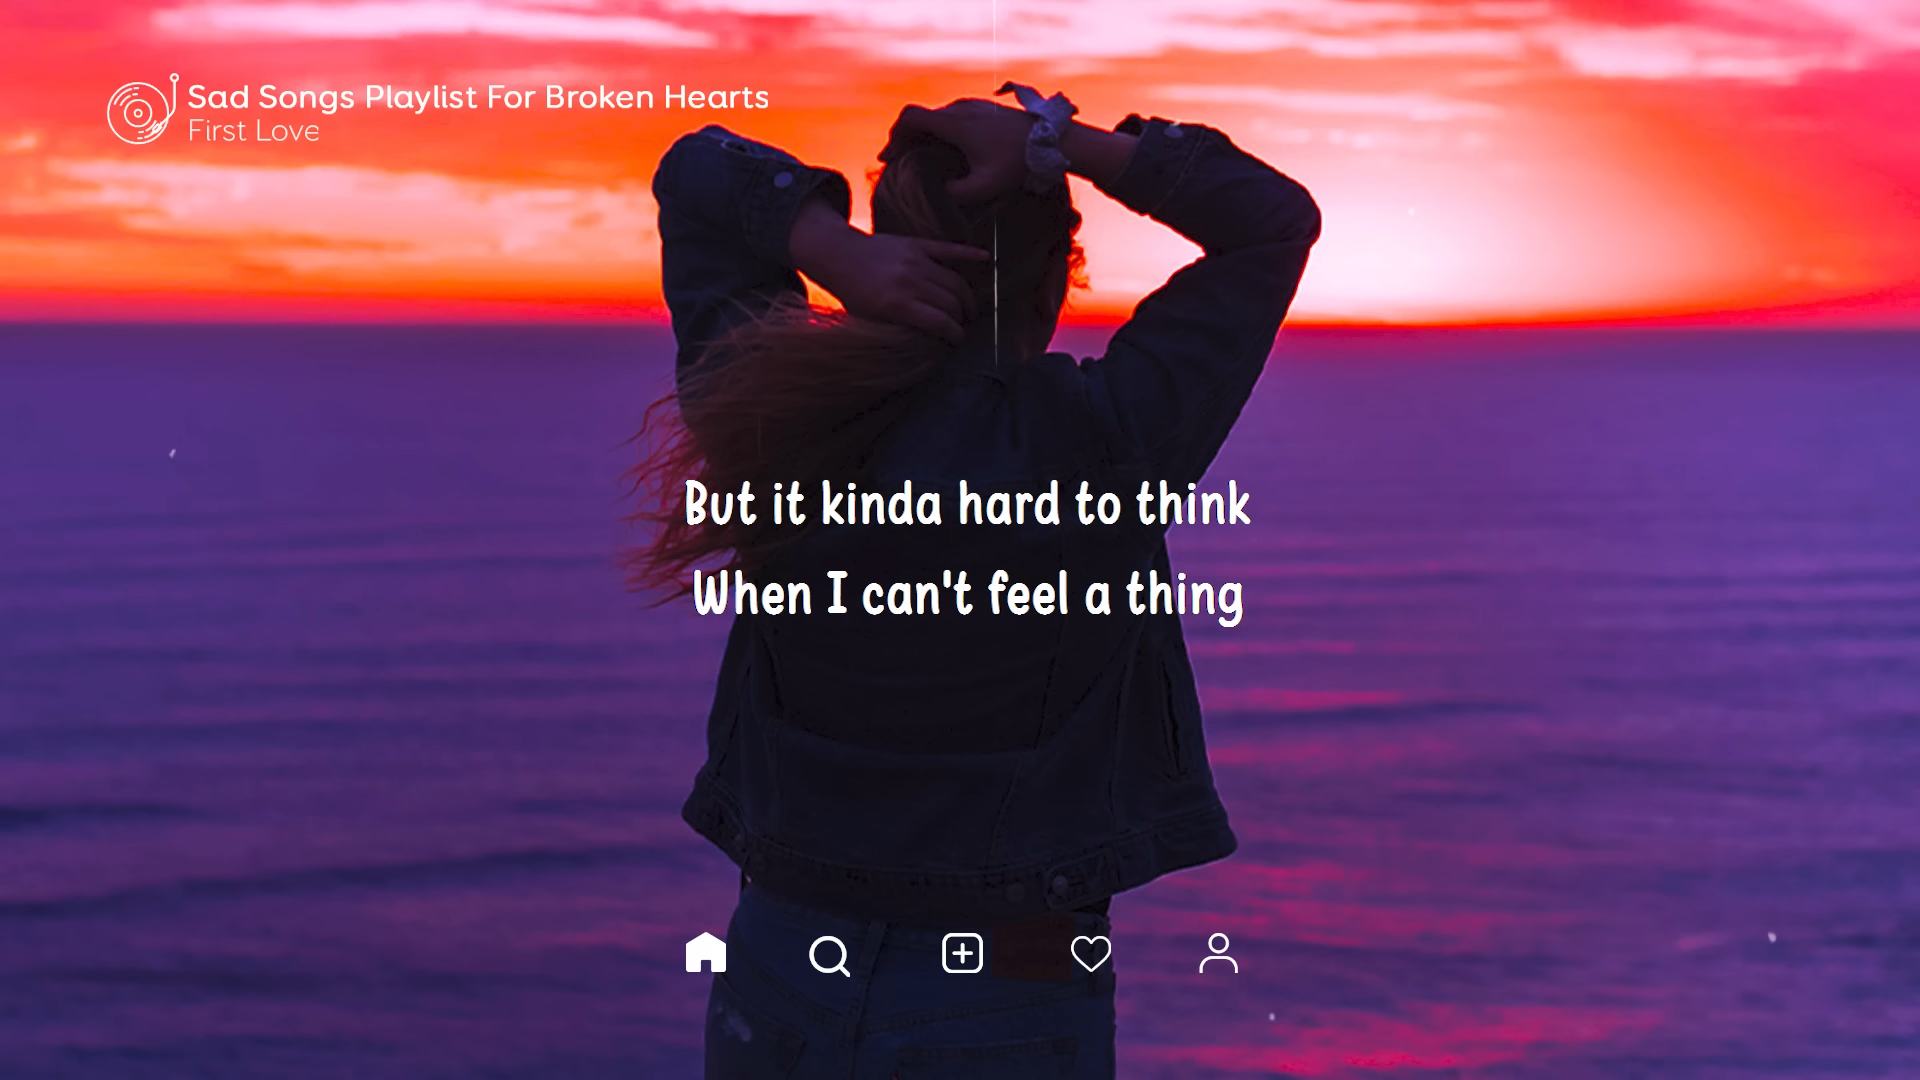 Sad Songs Playlist For Broken Hearts
First Love
But it kinda hard to think
When I can't feel a thing